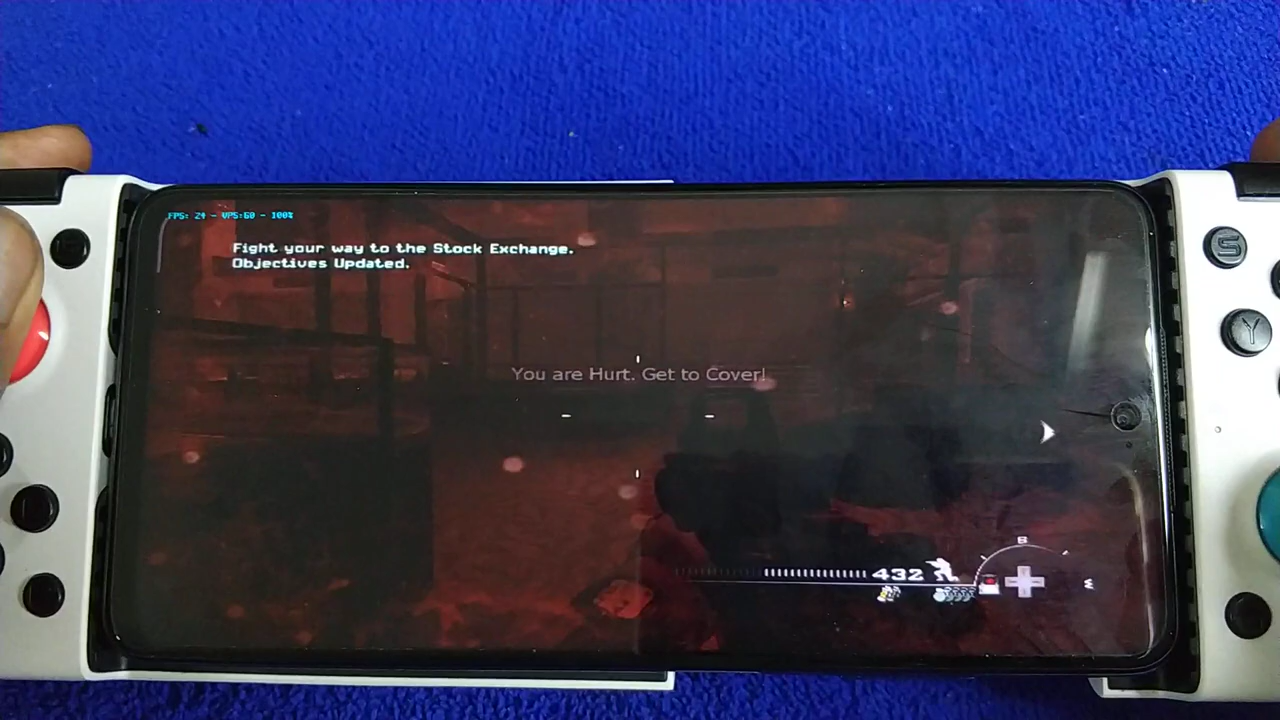 FPS: 24 - VPS:60 - 100%
Fight your way to the Stock Exchange.
Objectives Updated.
You are Hurt. Get to Cover!
S
Y
432
S
W